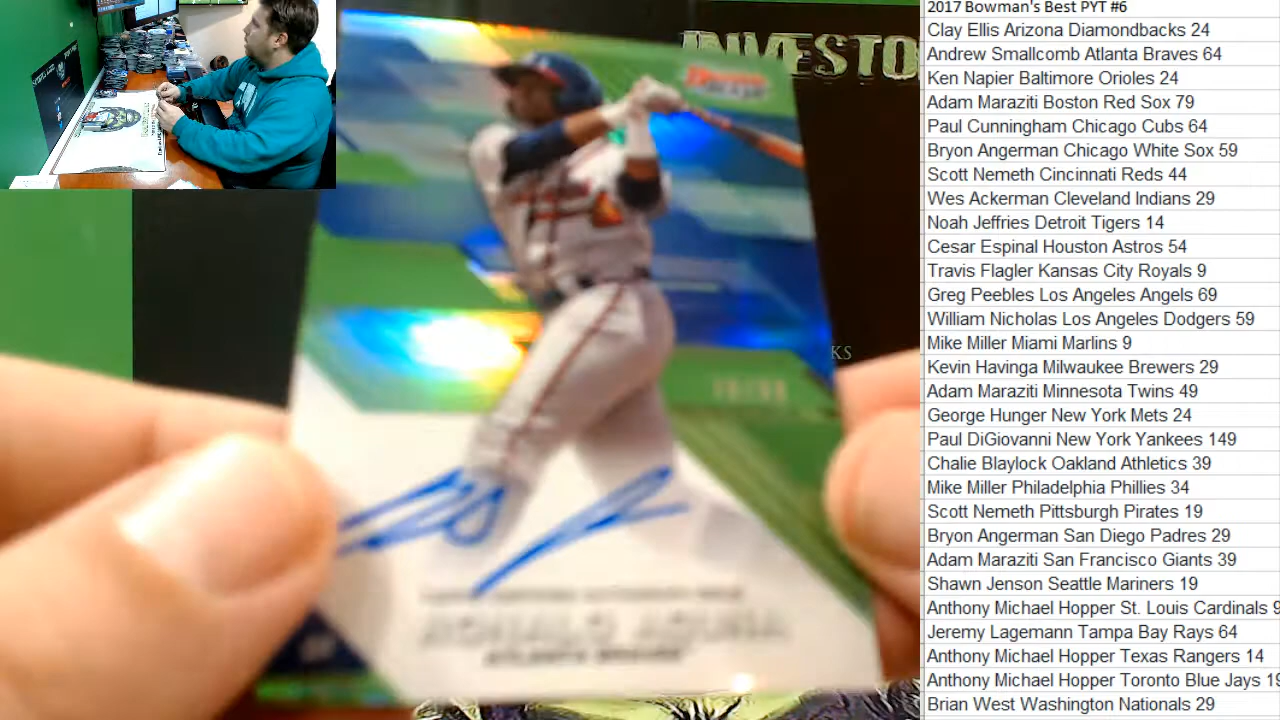 2017 Bowman's Best PYT #6
Clay Ellis Arizona Diamondbacks 24
Andrew Smallcomb Atlanta Braves 64
Ken Napier Baltimore Orioles 24
Adam Maraziti Boston Red Sox 79
Paul Cunningham Chicago Cubs 64
Bryon Angerman Chicago White Sox 59
Scott Nemeth Cincinnati Reds 44
Wes Ackerman Cleveland Indians 29
Noah Jeffries Detroit Tigers 14
Cesar Espinal Houston Astros 54
Travis Flagler Kansas City Royals 9
Greg Peebles Los Angeles Angels 69
William Nicholas Los Angeles Dodgers 59
Mike Miller Miami Marlins 9
Kevin Havinga Milwaukee Brewers 29
Adam Maraziti Minnesota Twins 49
George Hunger New York Mets 24
Paul DiGiovanni New York Yankees 149
Chalie Blaylock Oakland Athletics 39
Mike Miller Philadelphia Phillies 34
Scott Nemeth Pittsburgh Pirates 19
Bryon Angerman San Diego Padres 29
Adam Maraziti San Francisco Giants 39
Shawn Jenson Seattle Mariners 19
Anthony Michael Hopper St. Louis Cardinals 9
Jeremy Lagemann Tampa Bay Rays 64
Anthony Michael Hopper Texas Rangers 14
Anthony Michael Hopper Toronto Blue Jays 19
Brian West Washington Nationals 29
INVESTO
KS
RONALD ACUNA
ATLANTA BRAVES